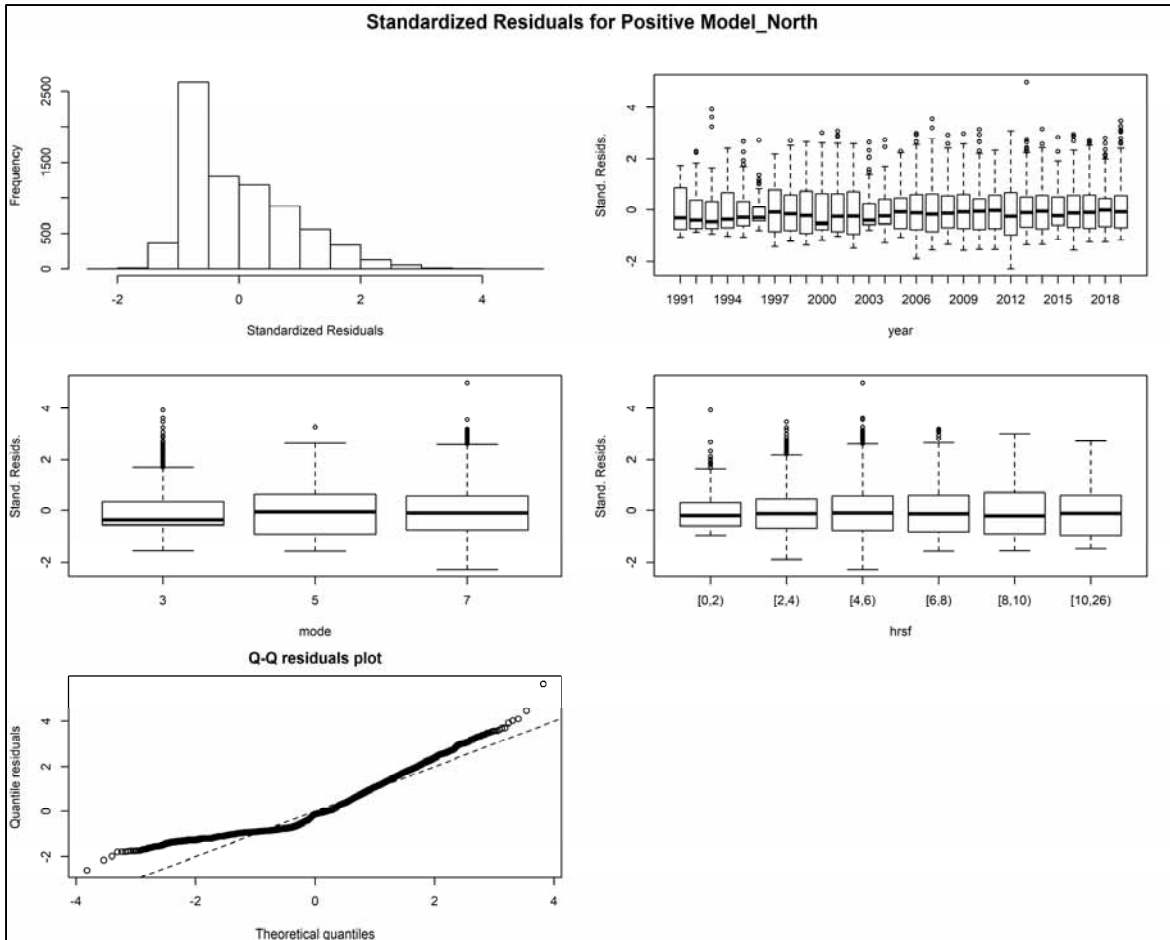 Standardized Residuals for Positive Model_North
Frequency
0
500
1500
2500
-2 0 2 4
Standardized Residuals
Stand. Resids.
-2 0 2 4
1991 1994 1997 2000 2003 2006 2009 2012 2015 2018
year
Stand. Resids.
-2 0 2 4
3 5 7
mode
Stand. Resids.
-2 0 2 4
[0,2) [2,4) [4,6) [6,8) [8,10) [10,26)
hrsf
Q-Q residuals plot
Quantile residuals
-2 0 2 4
-4 -2 0 2 4
Theoretical quantiles